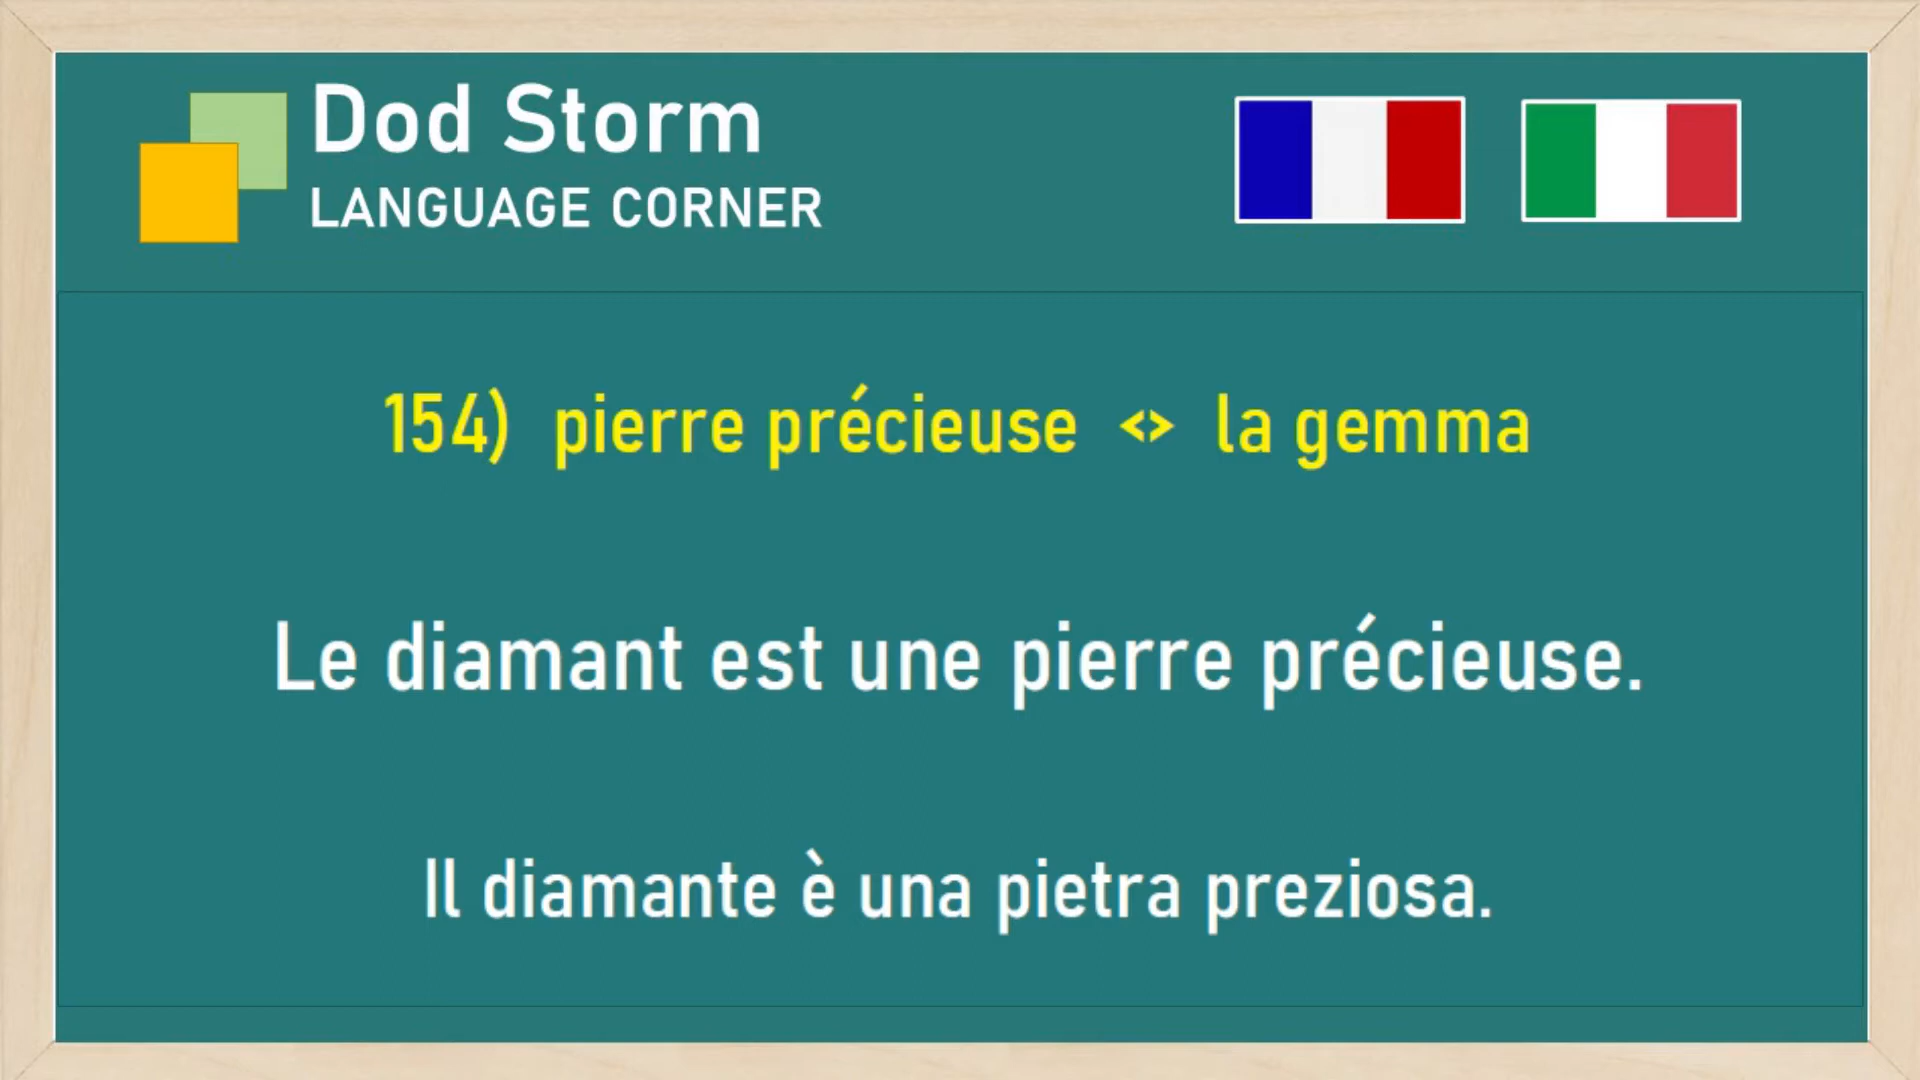 Dod Storm
LANGUAGE CORNER
154) pierre précieuse <> la gemma
Le diamant est une pierre précieuse.
Il diamante è una pietra preziosa.